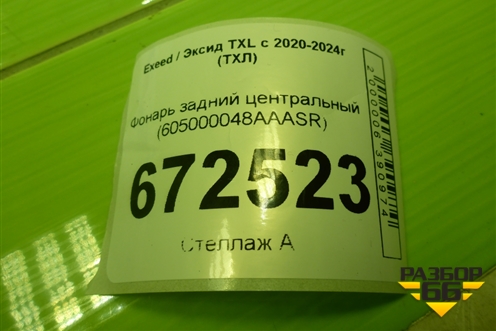 Exeed / Эксид TXL с 2020-2024г
(ТХЛ)
Фонарь задний центральный
(605000048AAASR)
672523
Стеллаж А
2000006390974
РАЗБОР
66